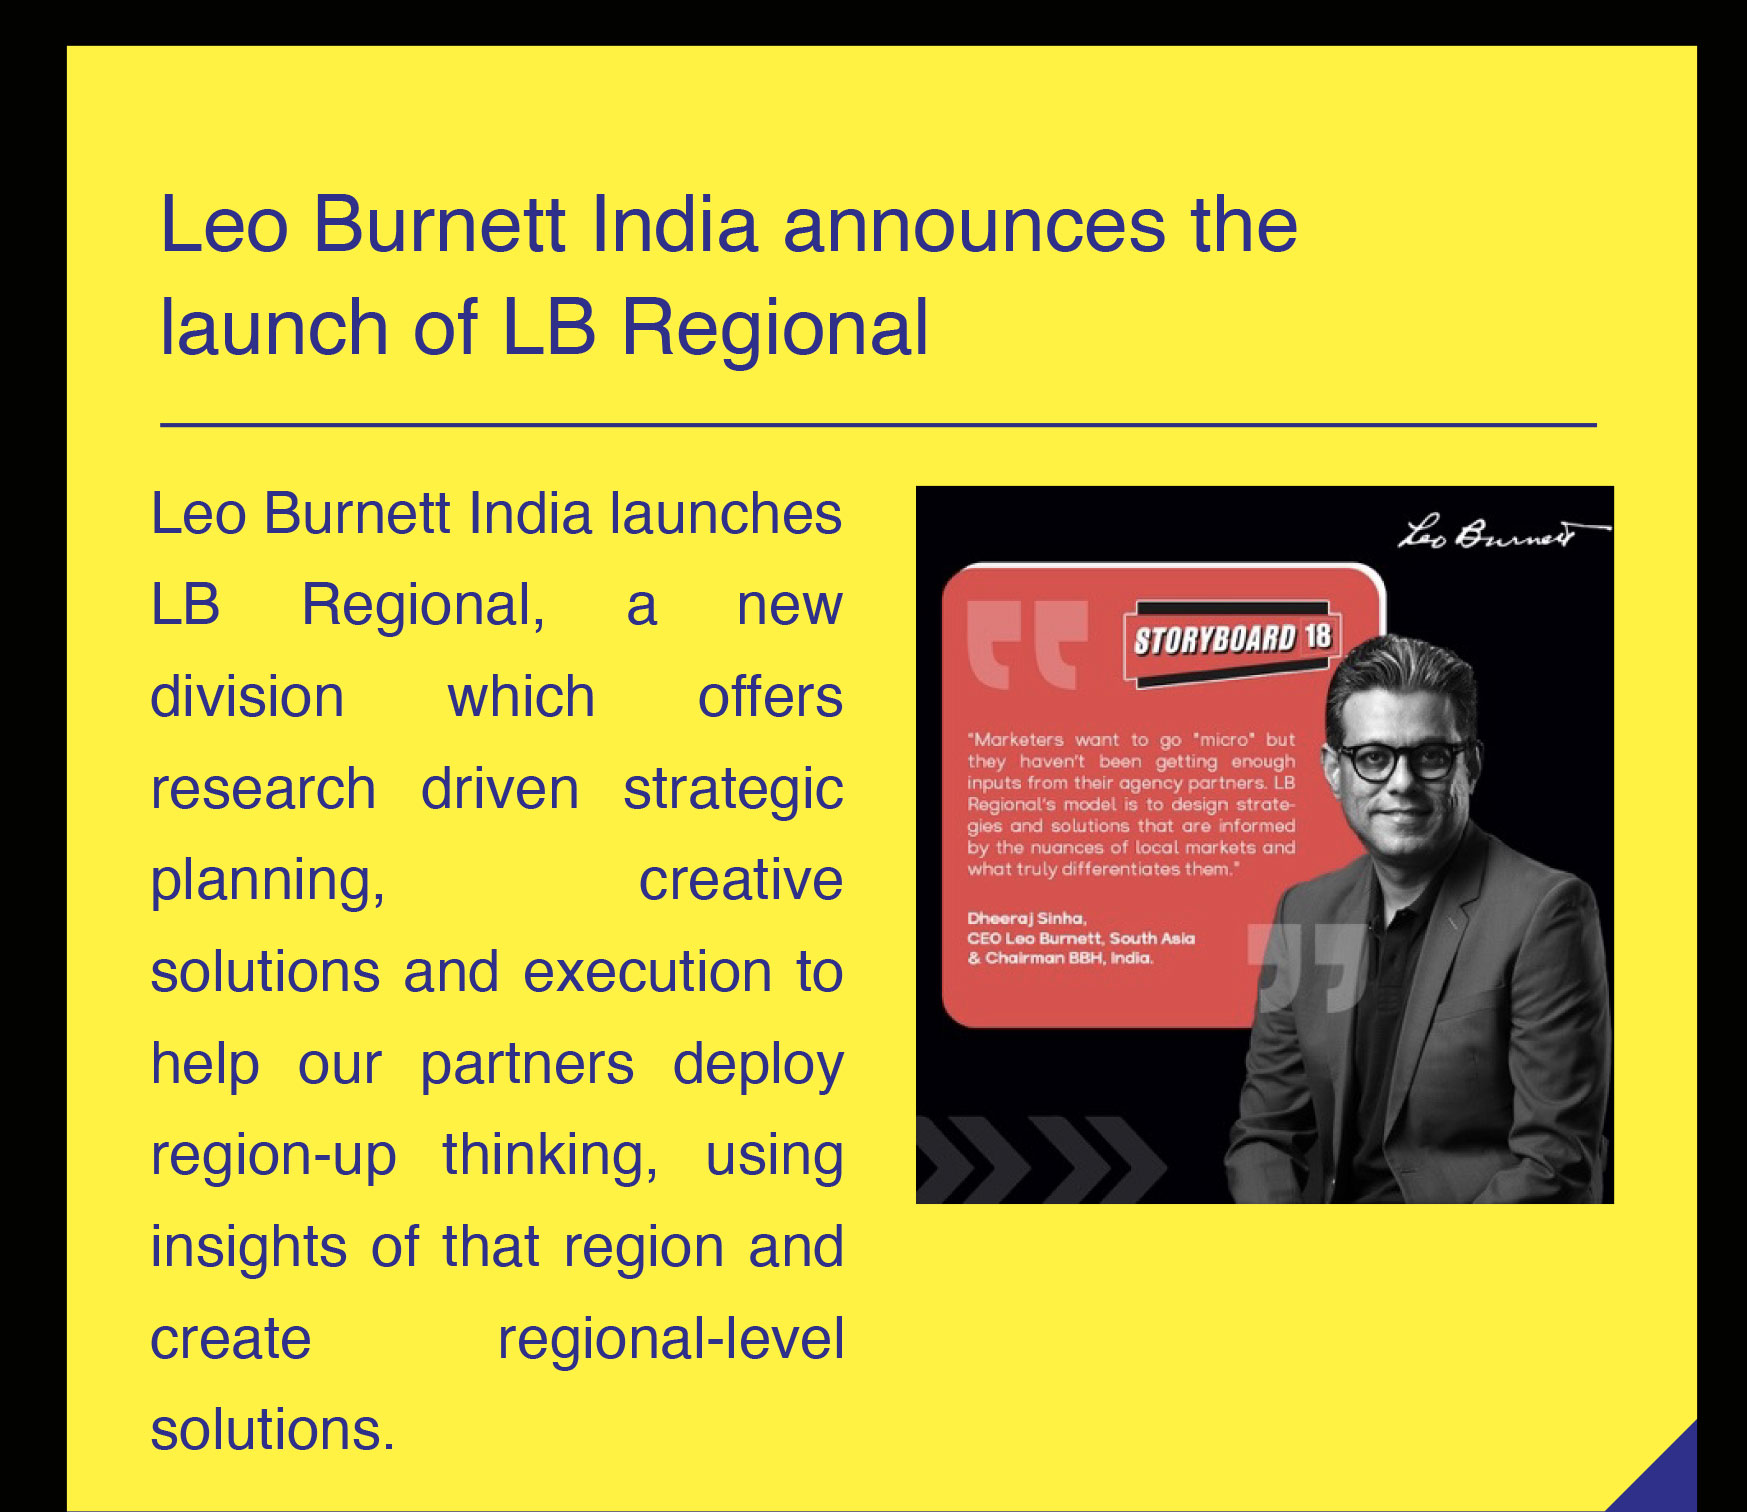 Leo Burnett India announces the
launch of LB Regional
Leo Burnett India launches
LB Regional, a new
division which offers
research driven strategic
planning, creative
solutions and execution to
help our partners deploy
region-up thinking, using
insights of that region and
create regional-level
solutions.
Leo Burnett
STORYBOARD 18
"Marketers want to go "micro" but
they haven't been getting enough
inputs from their agency partners. LB
Regional's model is to design strate-
gies and solutions that are informed
by the nuances of local markets and
what truly differentiates them."
Dheeraj Sinha,
CEO Leo Burnett, South Asia
& Chairman BBH, India.